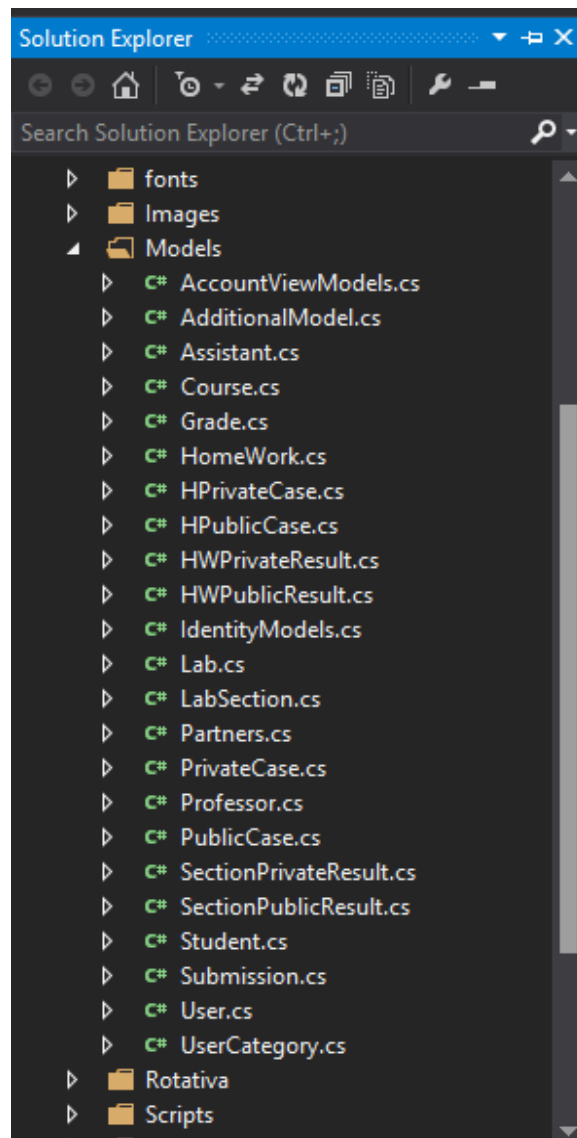 Solution Explorer
Search Solution Explorer (Ctrl+;)
fonts
Images
Models
C# AccountViewModels.cs
C# AdditionalModel.cs
C# Assistant.cs
C# Course.cs
C# Grade.cs
C# HomeWork.cs
C# HPrivateCase.cs
C# HPublicCase.cs
C# HWPrivateResult.cs
C# HWPublicResult.cs
C# IdentityModels.cs
C# Lab.cs
C# LabSection.cs
C# Partners.cs
C# PrivateCase.cs
C# Professor.cs
C# PublicCase.cs
C# SectionPrivateResult.cs
C# SectionPublicResult.cs
C# Student.cs
C# Submission.cs
C# User.cs
C# UserCategory.cs
Rotativa
Scripts